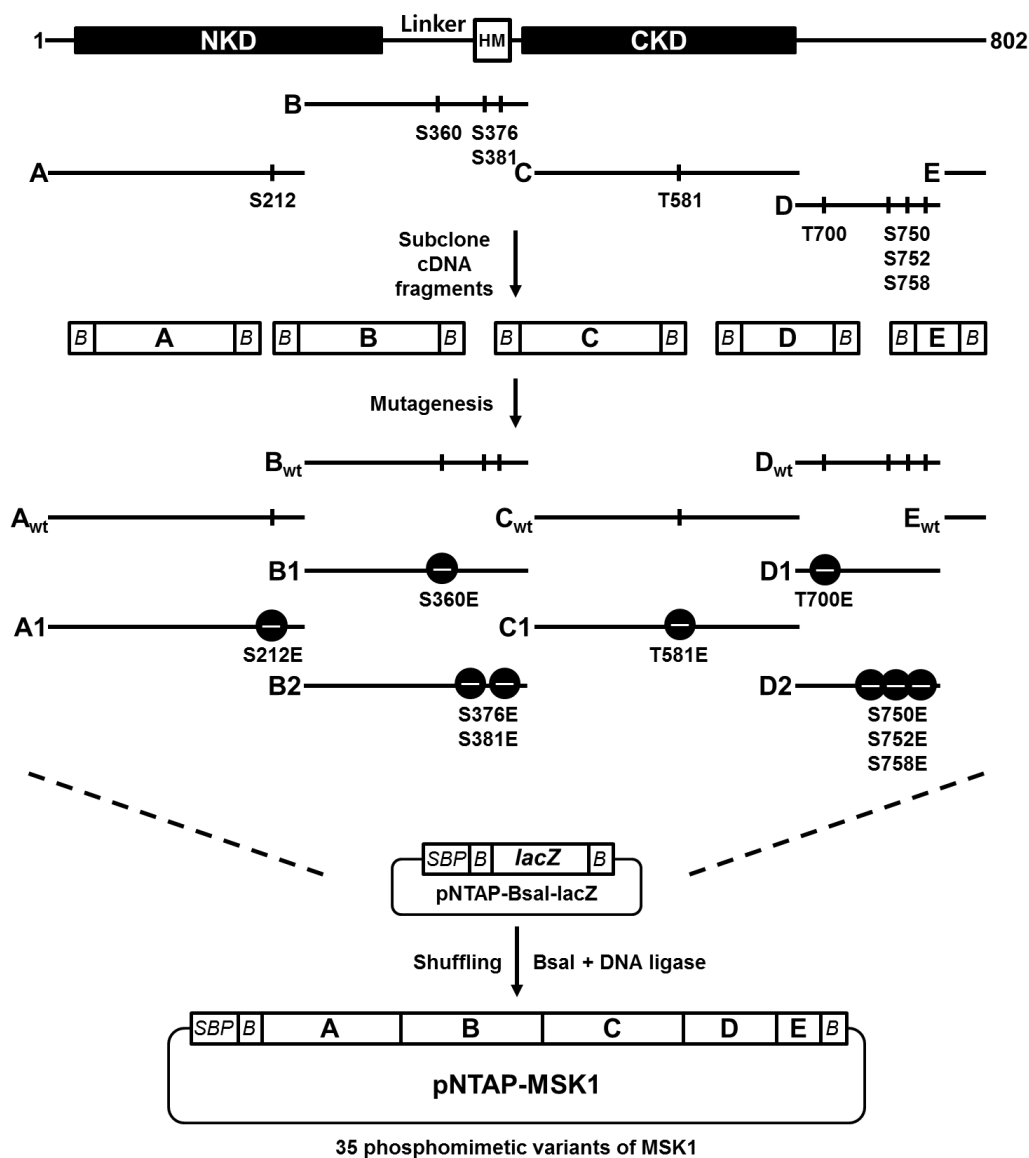 Linker
1 NKD HM CKD 802
B
S360 S376
S381
A C E
S212 T581
D
T700 S750
S752
S758
Subclone
cDNA
fragments
B A B B B B B C B B D B B E B
Mutagenesis
Bwt Dwt
Awt Cwt Ewt
B1 D1
S360E T700E
A1 C1
S212E T581E
B2 D2
S376E S750E
S381E S752E
S758E
SBP B lacZ B
pNTAP-BsaI-lacZ
Shuffling BsaI + DNA ligase
SBP B A B C D E B
pNTAP-MSK1
35 phosphomimetic variants of MSK1